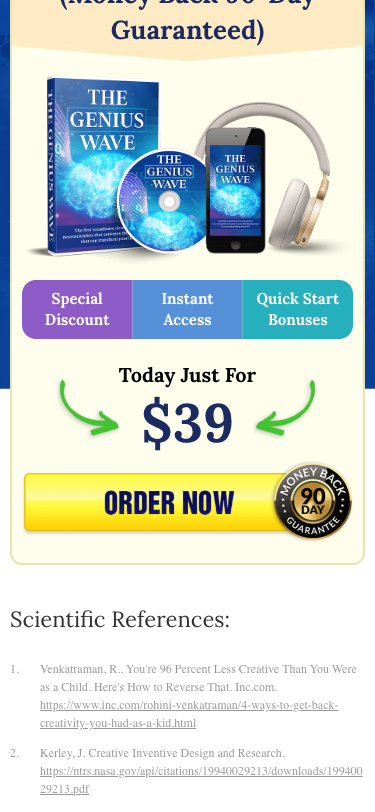 (Money Back 90-Day
Guaranteed)
THE GENIUS WAVE
THE
GENIUS
WAVE
THE
GENIUS
WAVE
THE
GENIUS
WAVE
Special
Discount
Instant
Access
Quick Start
Bonuses
Today Just For
$39
ORDER NOW
MONEY BACK
90
DAY
GUARANTEE
Scientific References:
1. Venkatraman, R.. You're 96 Percent Less Creative Than You Were
as a Child. Here's How to Reverse That. Inc.com.
https://www.inc.com/rohini-venkatraman/4-ways-to-get-back-
creativity-you-had-as-a-kid.html
2. Kerley, J. Creative Inventive Design and Research.
https://ntrs.nasa.gov/api/citations/19940029213/downloads/199400
29213.pdf